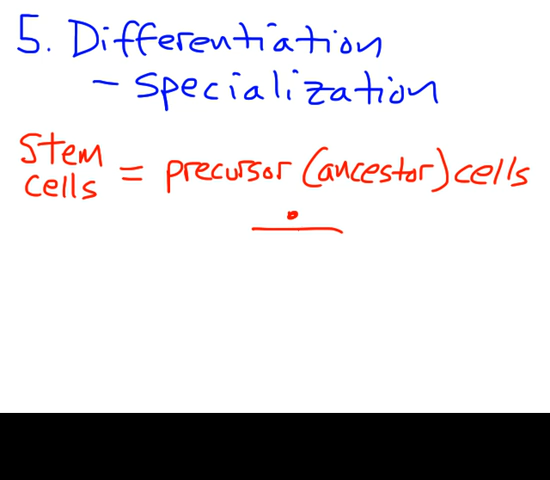 5. Differentiation
- Specialization
Stem cells = precursor (ancestor) cells